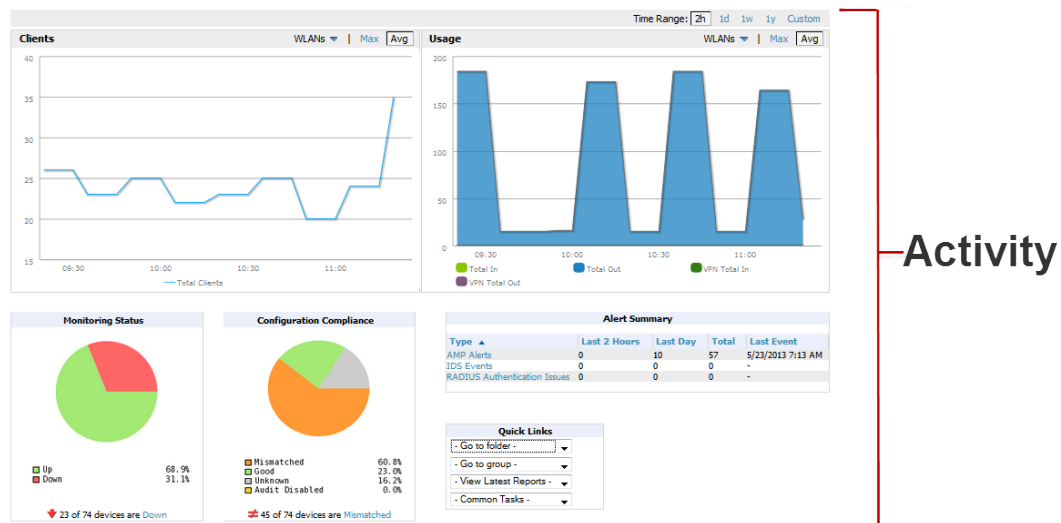 Time Range: 2h 1d 1w 1y Custom
Clients WLANs | Max Avg
40
35
30
25
20
15
09:30 10:00 10:30 11:00
Total Clients
Usage WLANs | Max Avg
200
150
100
50
0
09:30 10:00 10:30 11:00
Total In Total Out VPN Total In
VPN Total Out
Activity
Monitoring Status
Up 68.9%
Down 31.1%
23 of 74 devices are Down
Configuration Compliance
Mismatched 60.8%
Good 23.0%
Unknown 16.2%
Audit Disabled 0.0%
45 of 74 devices are Mismatched
Alert Summary
Type Last 2 Hours Last Day Total Last Event
AMP Alerts 0 10 57 5/23/2013 7:13 AM
IDS Events 0 0 0 -
RADIUS Authentication Issues 0 0 0 -
Quick Links
- Go to folder -
- Go to group -
- View Latest Reports -
- Common Tasks -